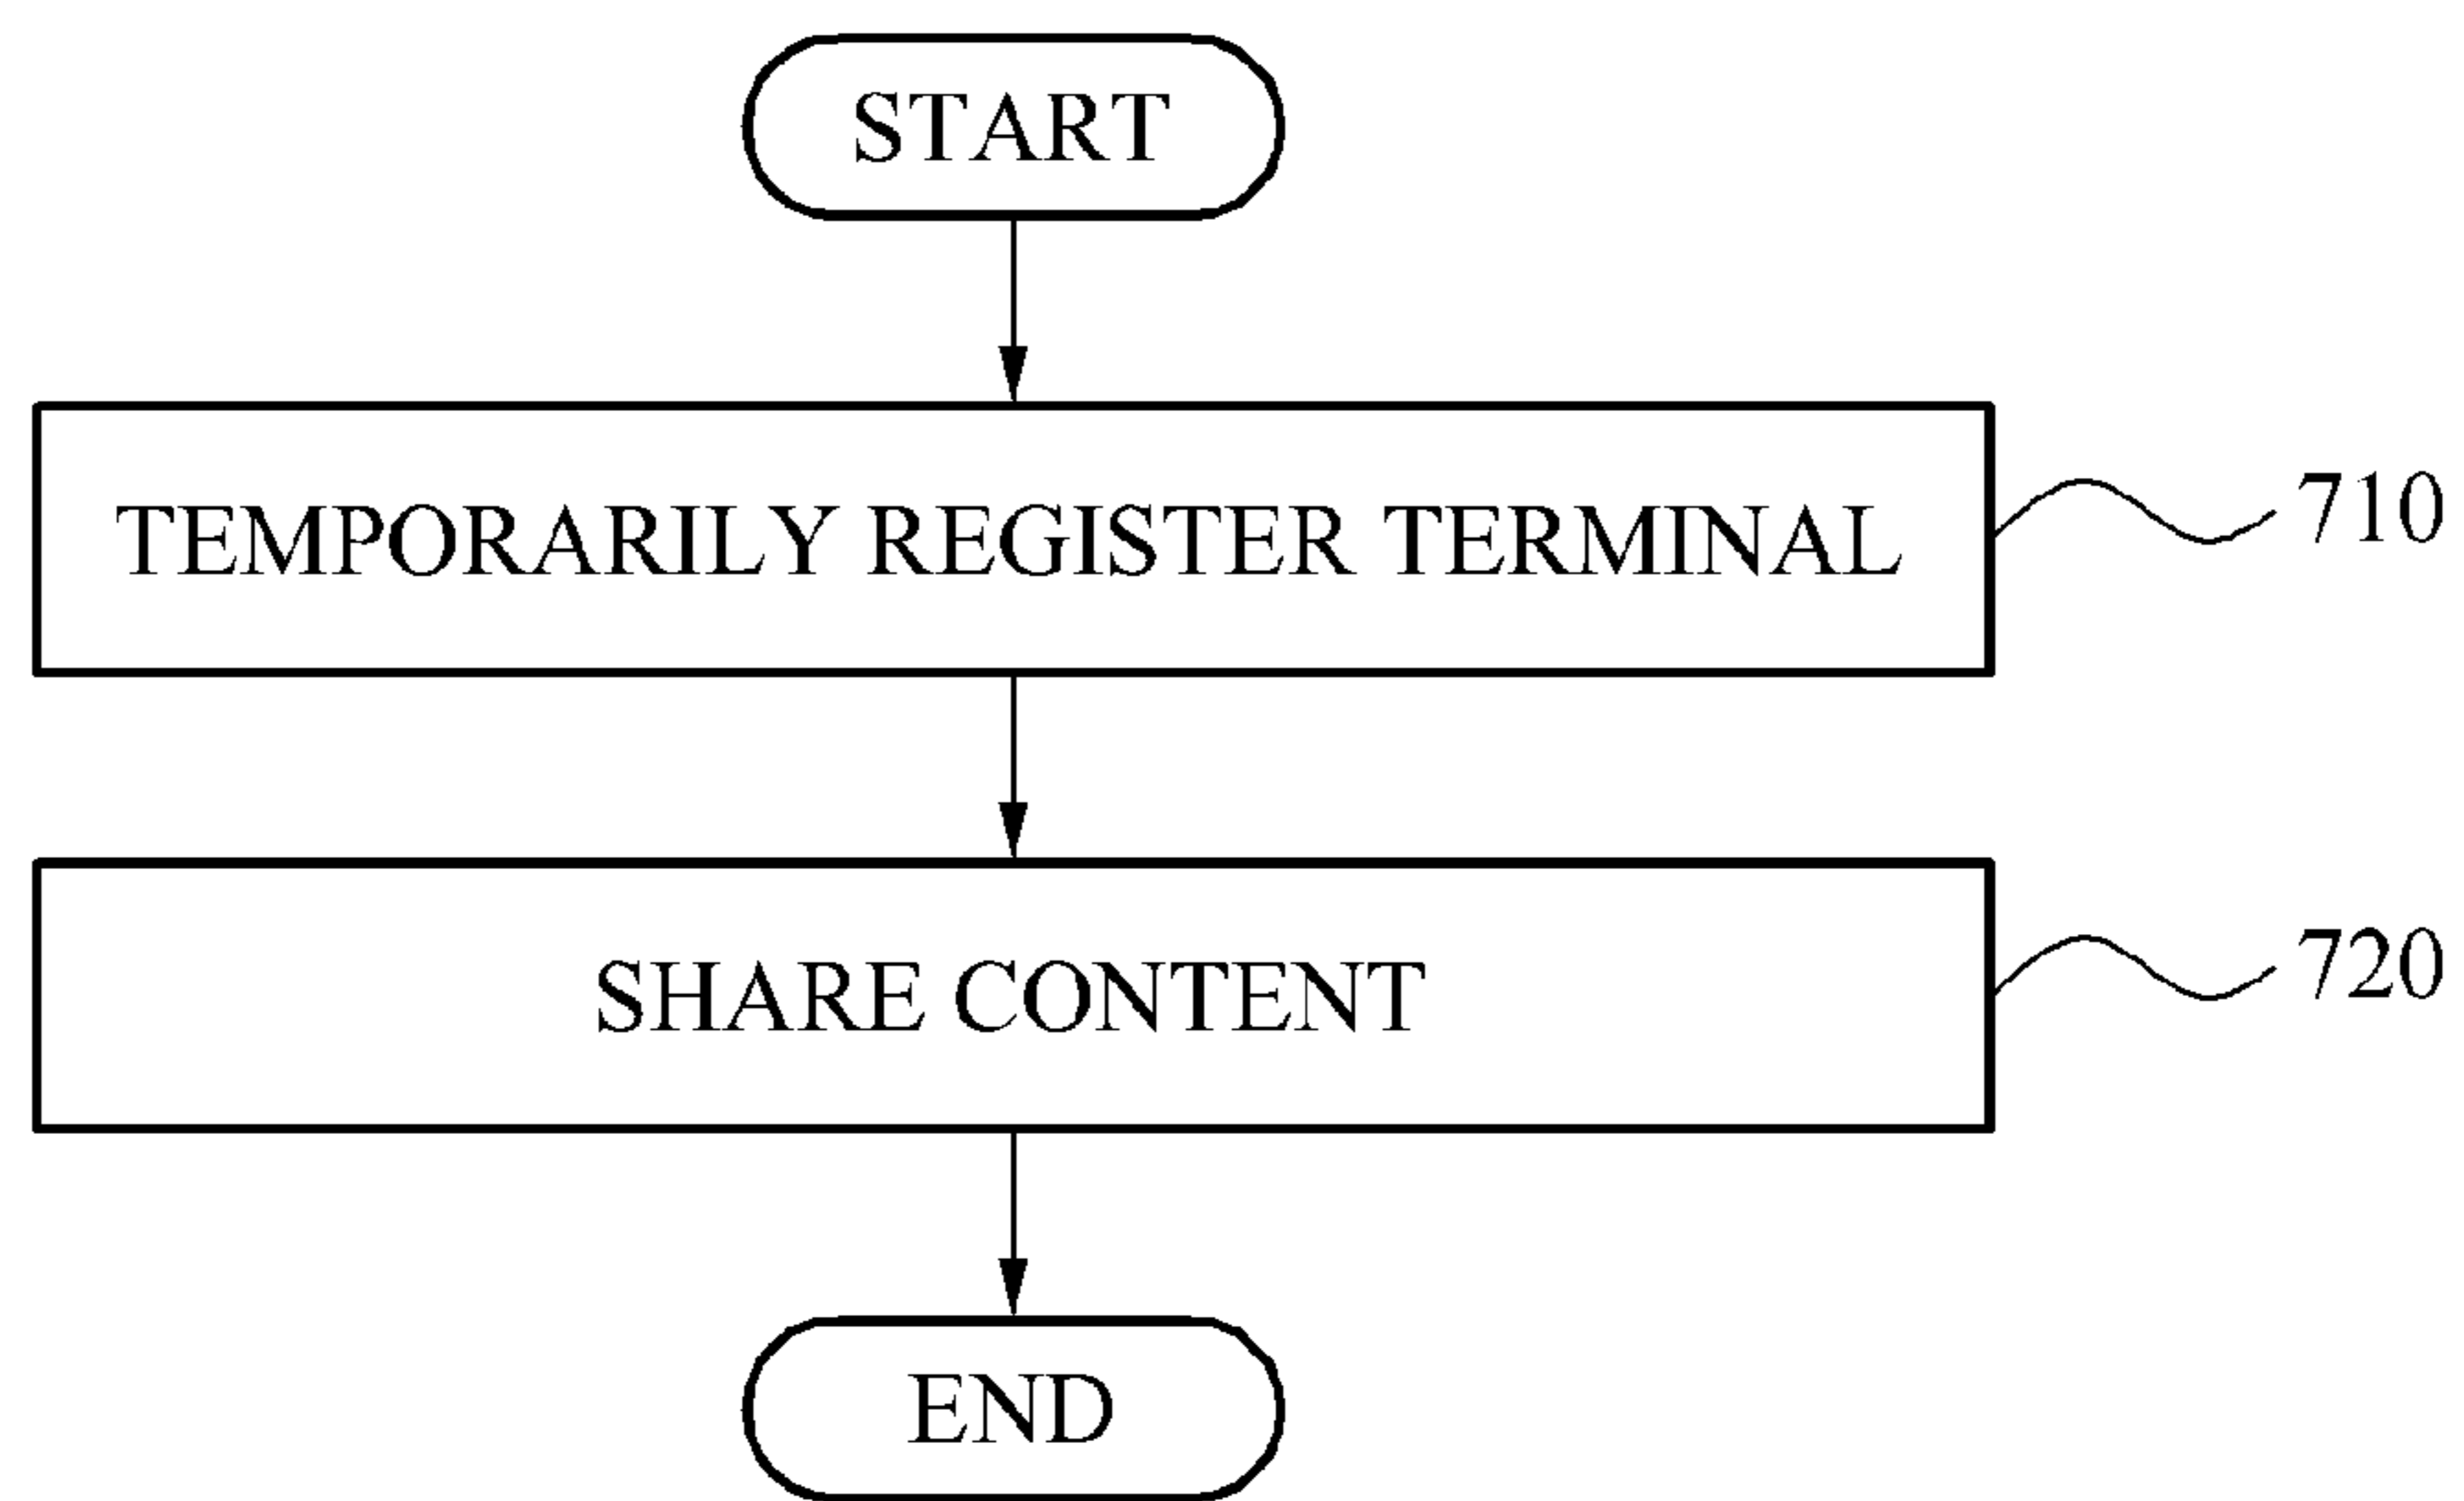 START
TEMPORARILY REGISTER TERMINAL
710
SHARE CONTENT
720
END